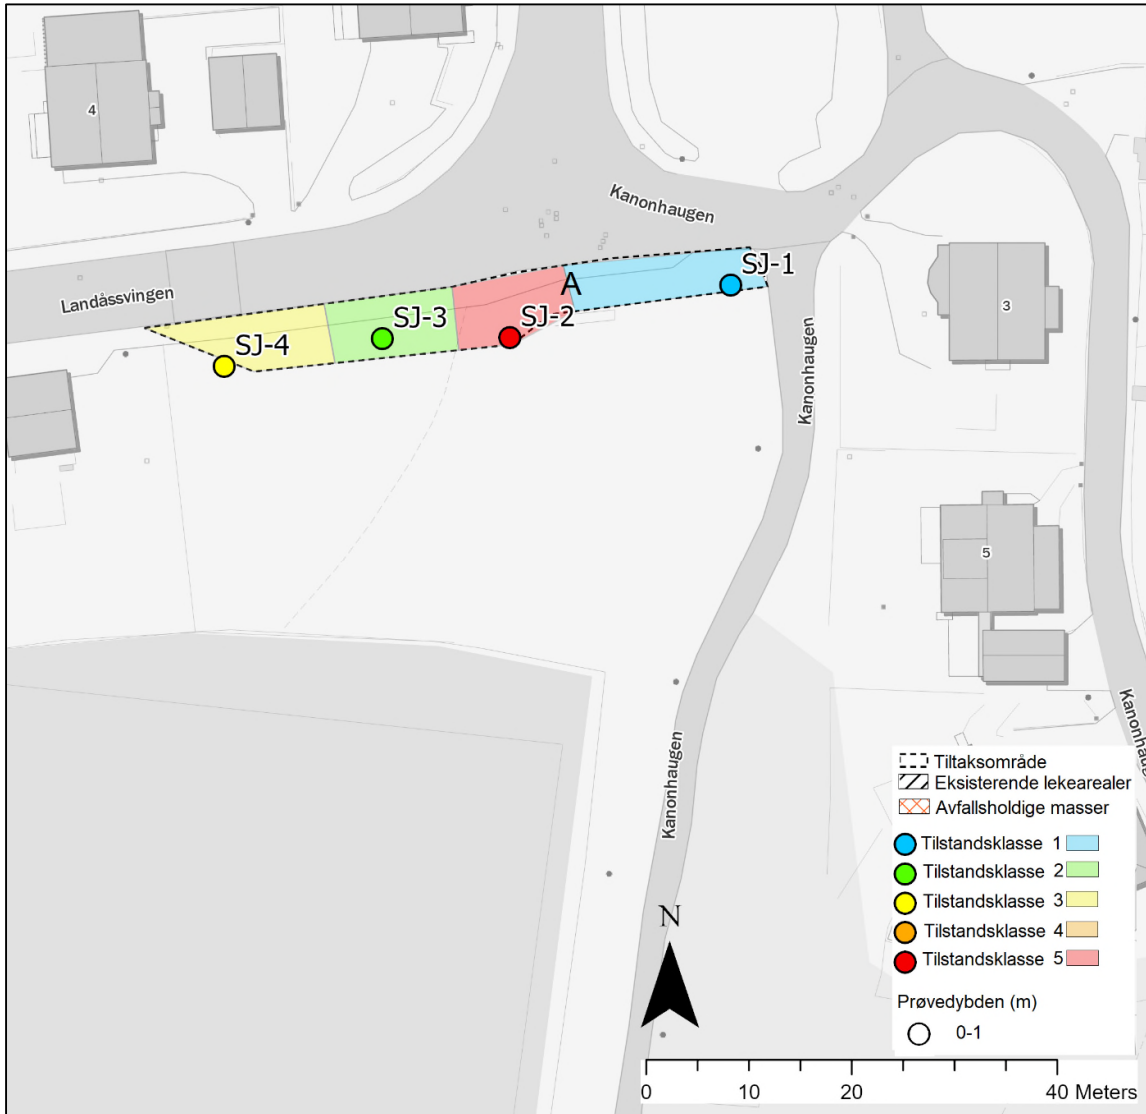 4
Kanonhaugen
SJ-1
A
Landåssvingen
3
SJ-3
SJ-2
SJ-4
Kanonhaugen
5
Kanonhaugen
Kanonhaug
Tiltaksområde
Eksisterende lekearealer
Avfallsholdige masser
Tilstandsklasse 1
Tilstandsklasse 2
Tilstandsklasse 3
Tilstandsklasse 4
Tilstandsklasse 5
N
Prøvedybden (m)
0-1
0 10 20 40 Meters